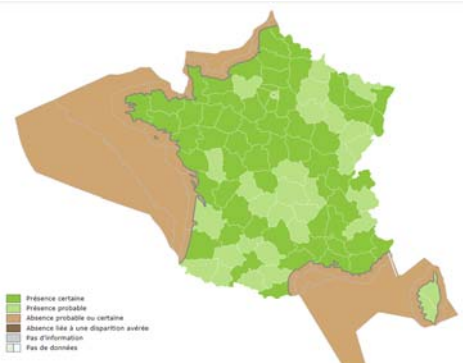 Présence certaine
Présence probable
Absence probable ou certaine
Absence liée à une disparition avérée
Pas d'information
Pas de données